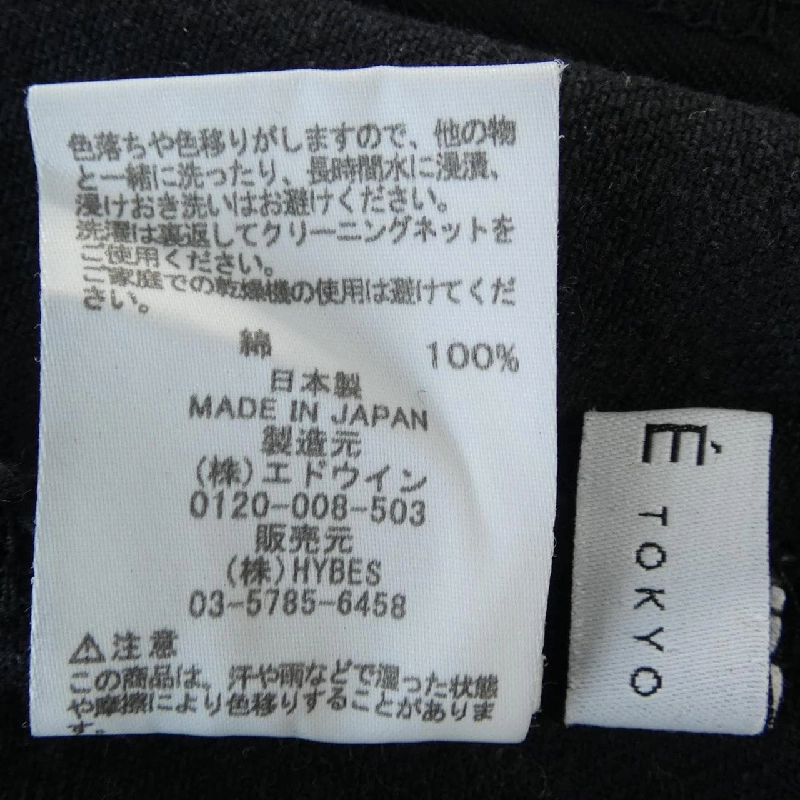 色落ちや色移りがしますので、他の物
と一緒に洗ったり、長時間水に浸漬、
浸けおき洗いはお避けください。
洗濯は裏返してクリーニングネットを
ご使用ください。
ご家庭での乾燥機の使用は避けてくだ
さい。
綿 100%
日本製
MADE IN JAPAN
製造元
(株)エドウイン
0120-008-503
販売元
(株)HYBES
03-5785-6458
⚠注意
この商品は、汗や雨などで湿った状態
や摩擦により色移りすることがありま
す。
É TOKYO